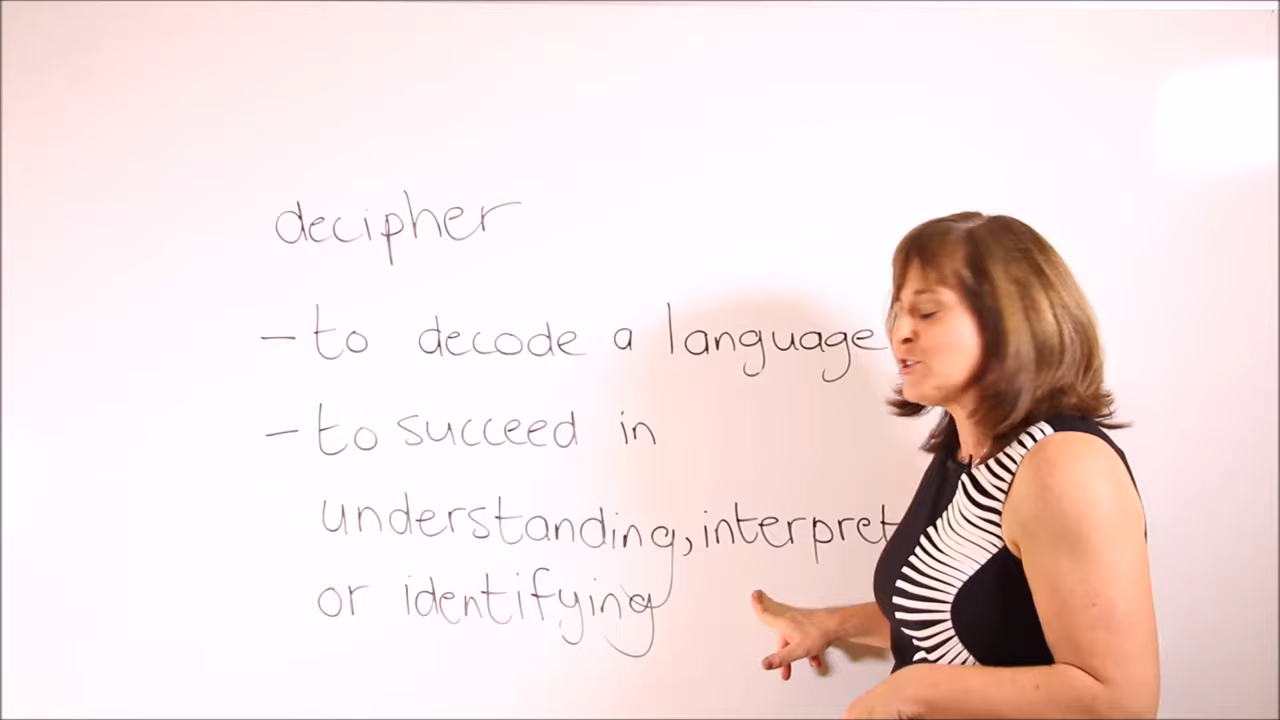 decipher
– to decode a language
– to succeed in
understanding, interpret
or identifying